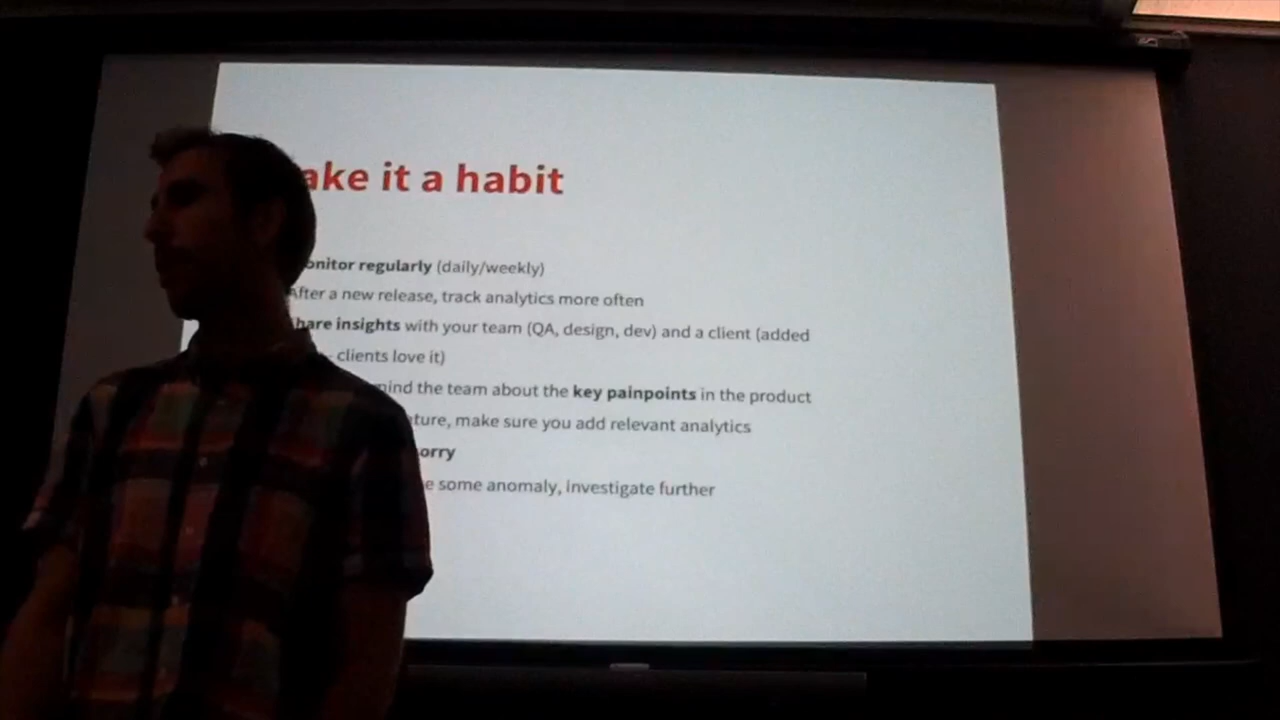 ake it a habit
onitor regularly (daily/weekly)
After a new release, track analytics more often
hare insights with your team (QA, design, dev) and a client (added
clients love it)
mind the team about the key painpoints in the product
ture, make sure you add relevant analytics
orry
e some anomaly, investigate further